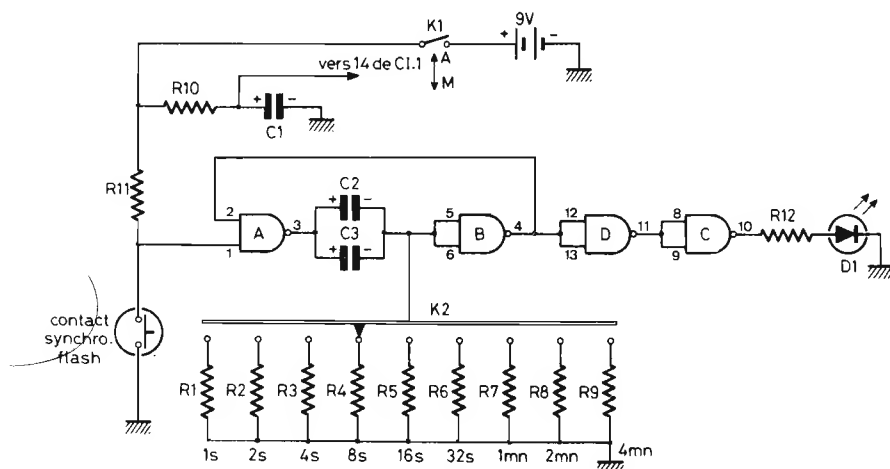 K1
9V
+ -
vers 14 de CI.1
A
M
R10
+ -
C1
R11
C2
+ -
2
A
3
1
C3
+ -
5
B
4
6
12
D
11
13
8
C
10
9
R12
D1
contact
synchro.
flash
K2
R1 R2 R3 R4 R5 R6 R7 R8 R9
1s 2s 4s 8s 16s 32s 1mn 2mn 4mn